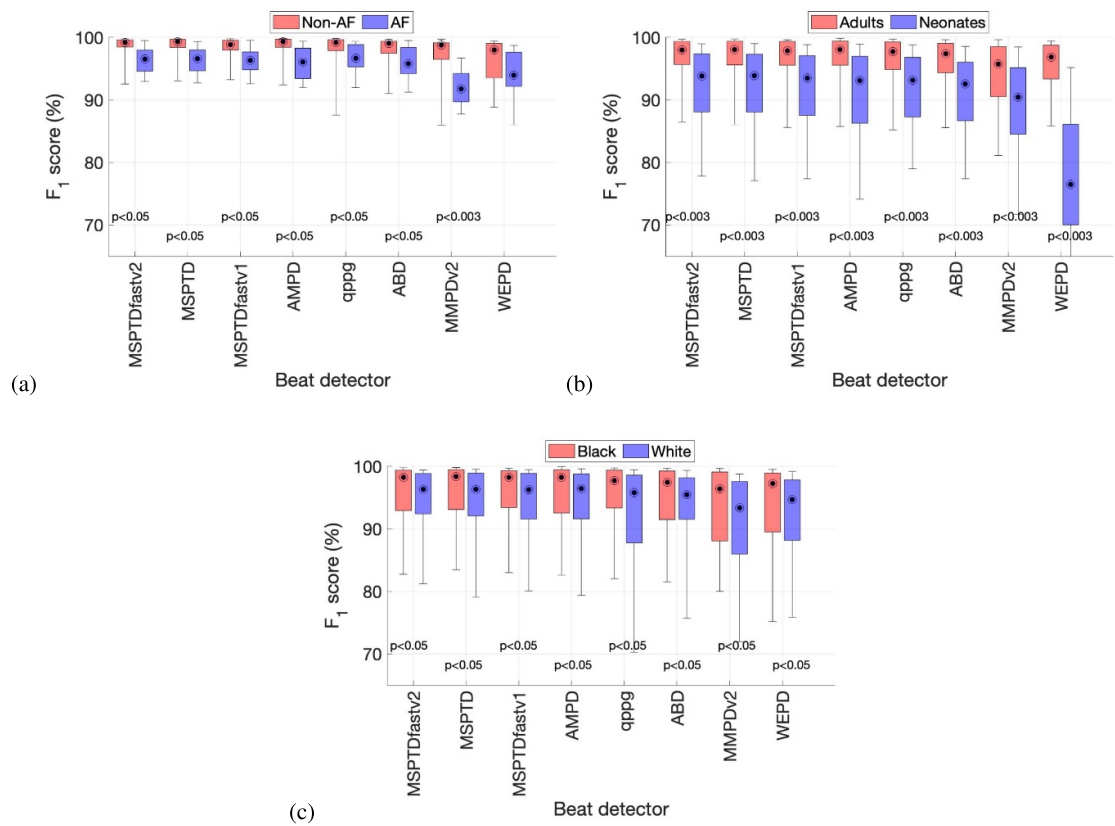 Non-AF AF
100
90
80
70
F1 score (%)
p<0.05 p<0.05 p<0.05 p<0.05 p<0.05 p<0.05 p<0.003
MSPTDfastv2
MSPTD
MSPTDfastv1
AMPD
qppg
ABD
MMPDv2
WEPD
Beat detector
(a)
Adults Neonates
100
90
80
70
F1 score (%)
p<0.003 p<0.003 p<0.003 p<0.003 p<0.003 p<0.003 p<0.003 p<0.003
MSPTDfastv2
MSPTD
MSPTDfastv1
AMPD
qppg
ABD
MMPDv2
WEPD
Beat detector
(b)
Black White
100
90
80
70
F1 score (%)
p<0.05 p<0.05 p<0.05 p<0.05 p<0.05 p<0.05 p<0.05 p<0.05
MSPTDfastv2
MSPTD
MSPTDfastv1
AMPD
qppg
ABD
MMPDv2
WEPD
Beat detector
(c)